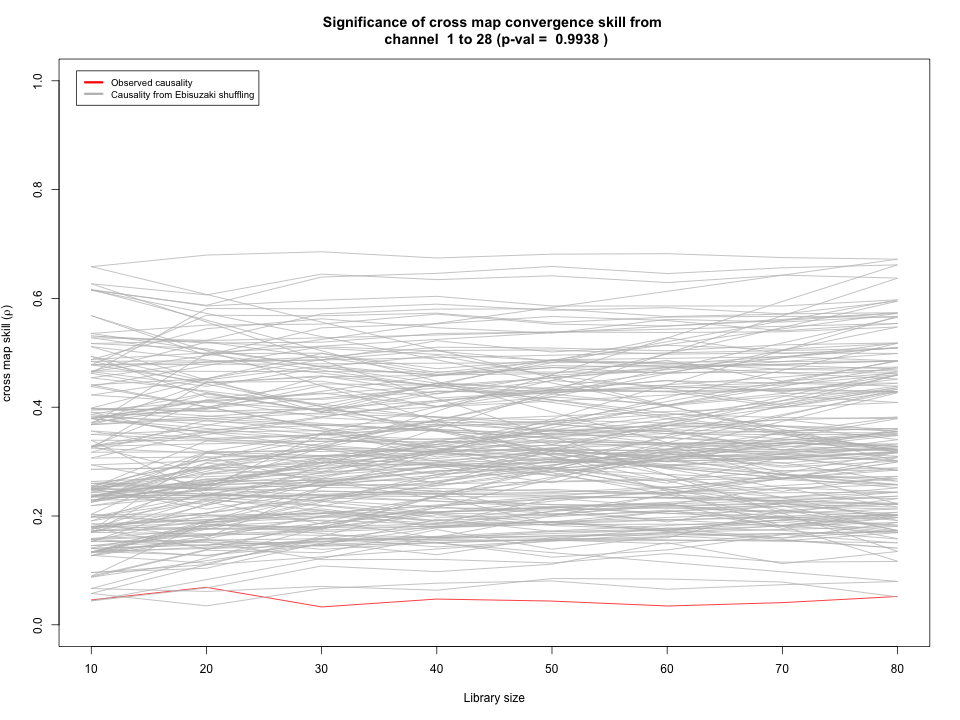 Significance of cross map convergence skill from
channel 1 to 28 (p-val = 0.9938 )
Observed causality
Causality from Ebisuzaki shuffling
cross map skill (ρ)
1.0
0.8
0.6
0.4
0.2
0.0
10 20 30 40 50 60 70 80
Library size